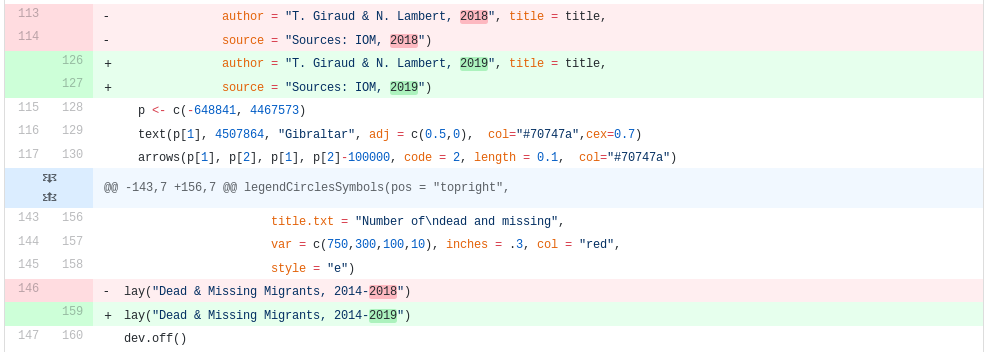 113 - author = "T. Giraud & N. Lambert, 2018", title = title,
114 - source = "Sources: IOM, 2018")
126 + author = "T. Giraud & N. Lambert, 2019", title = title,
127 + source = "Sources: IOM, 2019")
115 128 p <- c(-648841, 4467573)
116 129 text(p[1], 4507864, "Gibraltar", adj = c(0.5,0),  col="#70747a",cex=0.7)
117 130 arrows(p[1], p[2], p[1], p[2]-100000, code = 2, length = 0.1,  col="#70747a")
@@ -143,7 +156,7 @@ legendCirclesSymbols(pos = "topright",
143 156 title.txt = "Number of\ndead and missing",
144 157 var = c(750,300,100,10), inches = .3, col = "red",
145 158 style = "e")
146 - lay("Dead & Missing Migrants, 2014-2018")
159 + lay("Dead & Missing Migrants, 2014-2019")
147 160 dev.off()